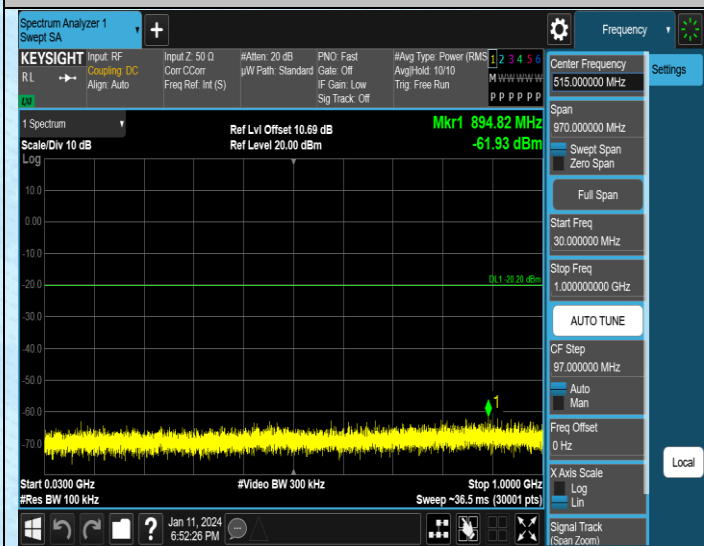 Spectrum Analyzer 1
Swept SA
+
Frequency
KEYSIGHT
RL
LXI
Input: RF
Coupling: DC
Align: Auto
Input Z: 50 Ω
Corr CCorr
Freq Ref: Int (S)
#Atten: 20 dB
µW Path: Standard
PNO: Fast
Gate: Off
IF Gain: Low
Sig Track: Off
#Avg Type: Power (RMS
Avg|Hold: 10/10
Trig: Free Run
1 2 3 4 5 6
M W W W W W
P P P P P P
1 Spectrum
Scale/Div 10 dB
Ref Lvl Offset 10.69 dB
Ref Level 20.00 dBm
Mkr1 894.82 MHz
-61.93 dBm
Log
10.0
0.00
-10.0
-20.0
-30.0
-40.0
-50.0
-60.0
-70.0
DL1 -20.20 dBm
1
Start 0.0300 GHz
#Res BW 100 kHz
#Video BW 300 kHz
Stop 1.0000 GHz
Sweep ~36.5 ms (30001 pts)
?
Jan 11, 2024
6:52:26 PM
Center Frequency
515.000000 MHz
Span
970.000000 MHz
Swept Span
Zero Span
Full Span
Start Freq
30.000000 MHz
Stop Freq
1.000000000 GHz
AUTO TUNE
CF Step
97.000000 MHz
Auto
Man
Freq Offset
0 Hz
X Axis Scale
Log
Lin
Signal Track
(Span Zoom)
Settings
Local